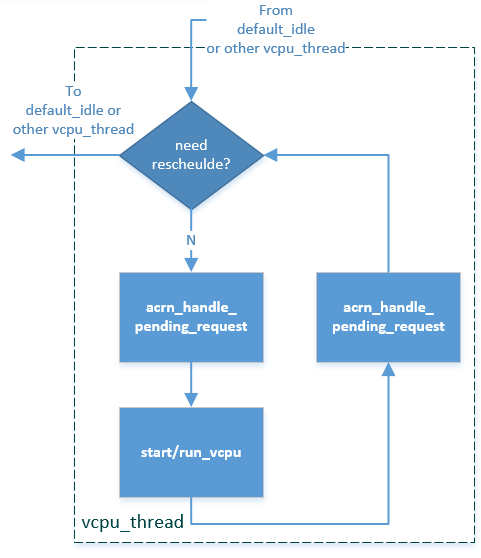 From
default_idle
or other vcpu_thread
To
default_idle or
other vcpu_thread
need
rescheulde?
N
acrn_handle_
pending_request
acrn_handle_
pending_request
start/run_vcpu
vcpu_thread